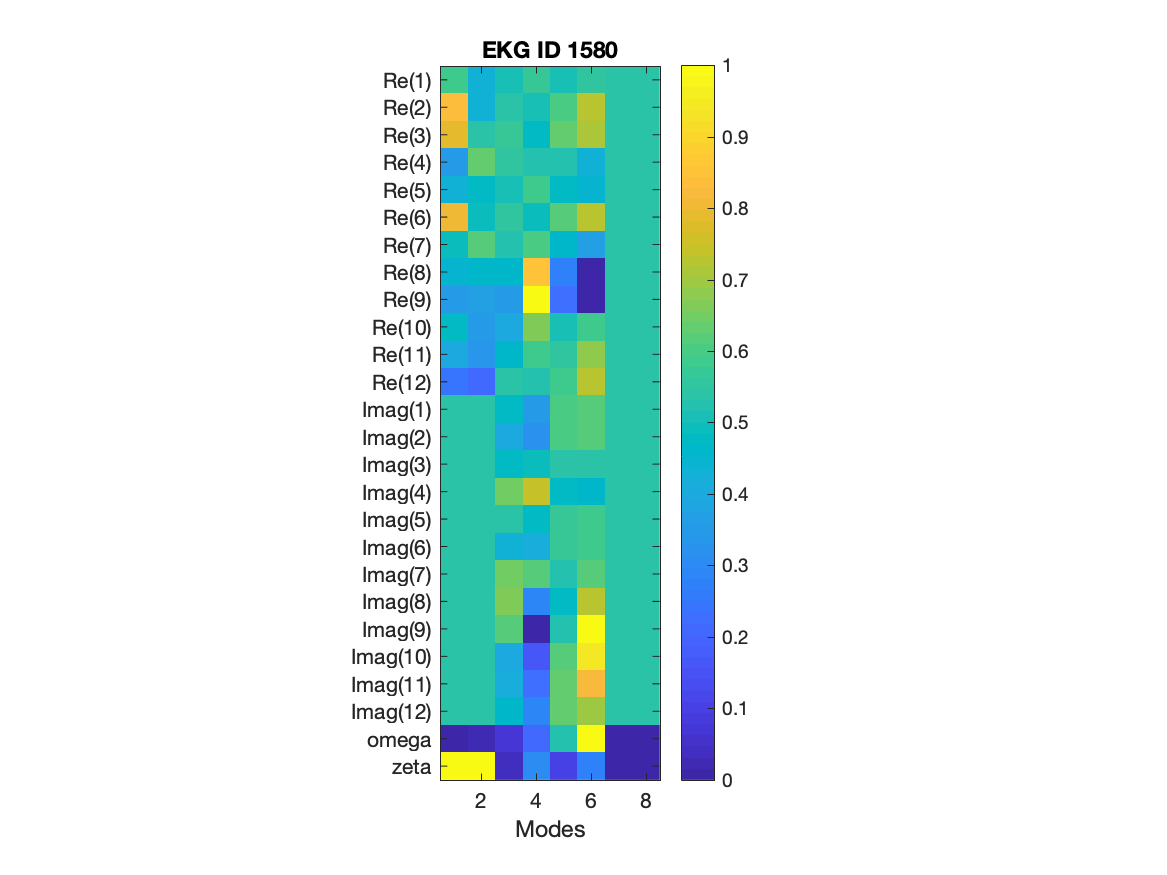 EKG ID 1580
Re(1)
Re(2)
Re(3)
Re(4)
Re(5)
Re(6)
Re(7)
Re(8)
Re(9)
Re(10)
Re(11)
Re(12)
Imag(1)
Imag(2)
Imag(3)
Imag(4)
Imag(5)
Imag(6)
Imag(7)
Imag(8)
Imag(9)
Imag(10)
Imag(11)
Imag(12)
omega
zeta
2 4 6 8
Modes
1
0.9
0.8
0.7
0.6
0.5
0.4
0.3
0.2
0.1
0